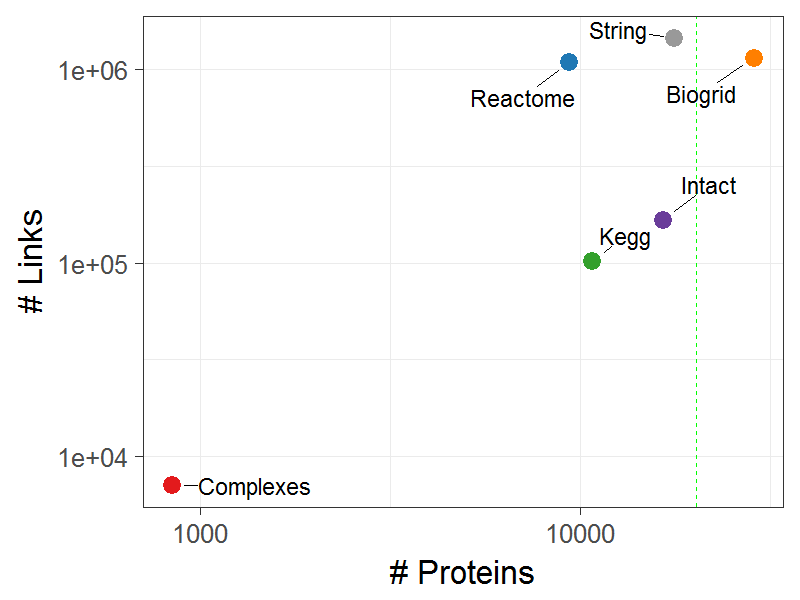 String
1e+06
Reactome
Biogrid
Intact
Kegg
# Links
1e+05
1e+04
Complexes
1000
10000
# Proteins